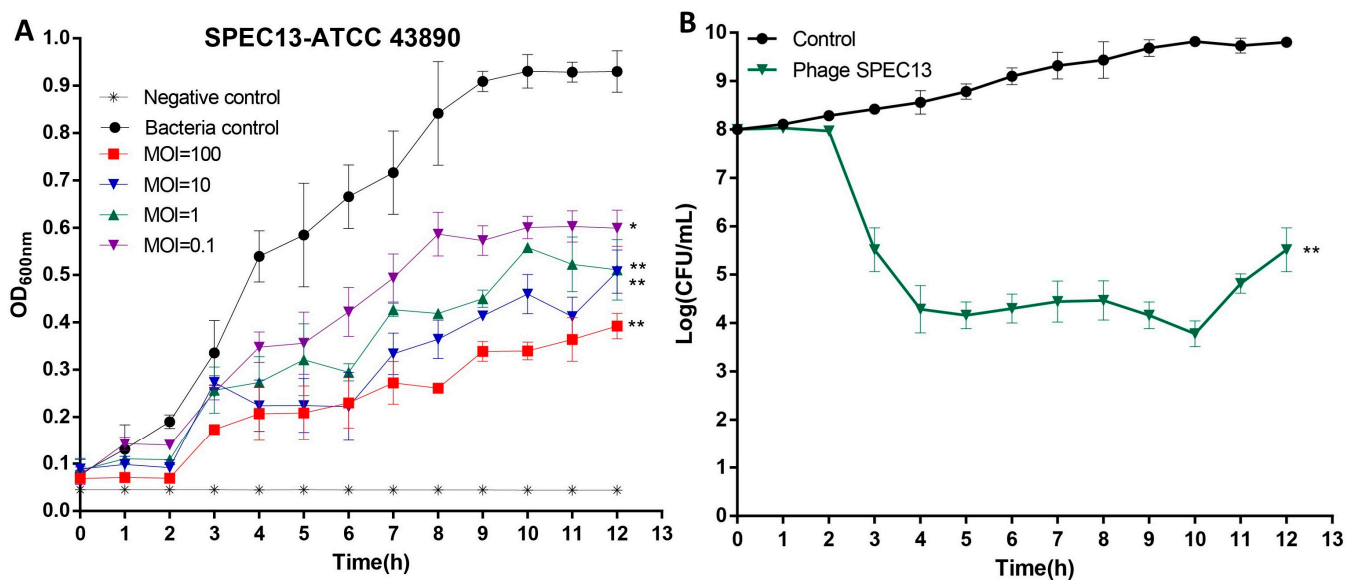 A
SPEC13-ATCC 43890
1.0
0.9
0.8
0.7
0.6
0.5
0.4
0.3
0.2
0.1
0.0
OD600nm
Negative control
Bacteria control
MOI=100
MOI=10
MOI=1
MOI=0.1
*
**
**
**
0 1 2 3 4 5 6 7 8 9 10 11 12 13
Time(h)
B
10
9
8
7
6
5
4
3
2
1
0
Log(CFU/mL)
Control
Phage SPEC13
**
0 1 2 3 4 5 6 7 8 9 10 11 12 13
Time(h)